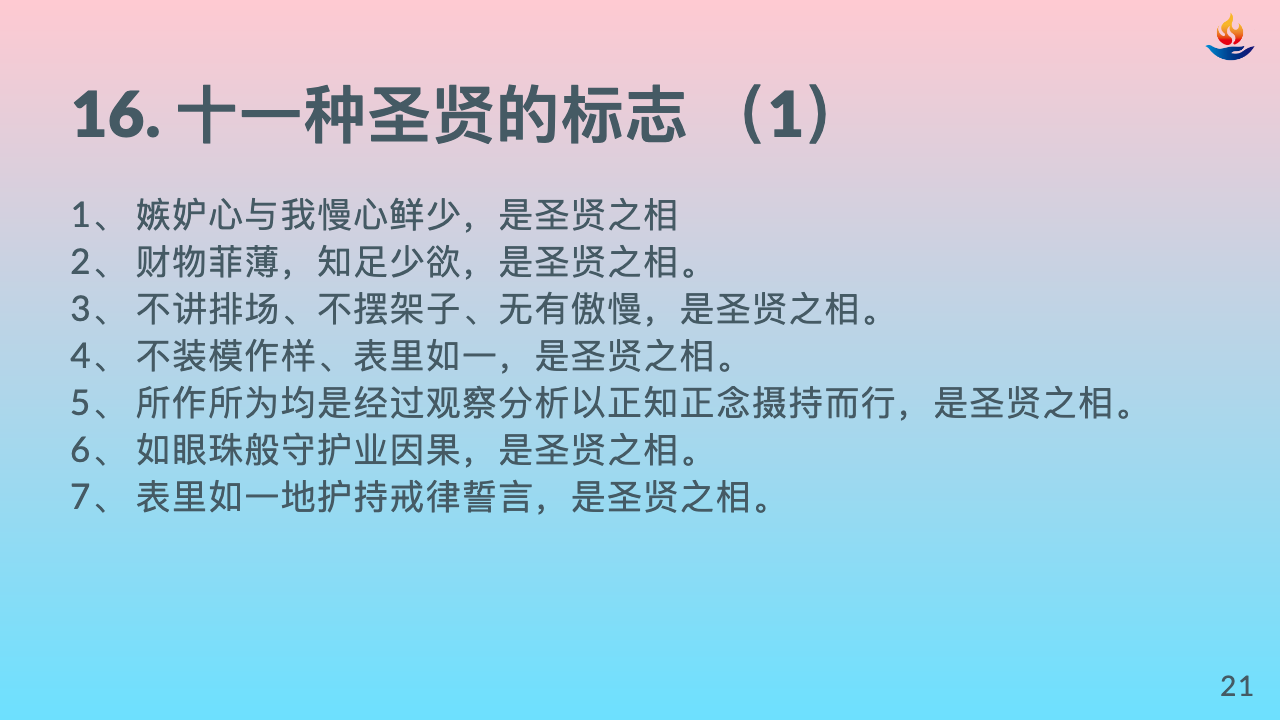 16. 十一种圣贤的标志 （1）
1、 嫉妒心与我慢心鲜少，是圣贤之相
2、 财物菲薄，知足少欲，是圣贤之相。
3、 不讲排场、不摆架子、无有傲慢，是圣贤之相。
4、 不装模作样、表里如一，是圣贤之相。
5、 所作所为均是经过观察分析以正知正念摄持而行，是圣贤之相。
6、 如眼珠般守护业因果，是圣贤之相。
7、 表里如一地护持戒律誓言，是圣贤之相。
21